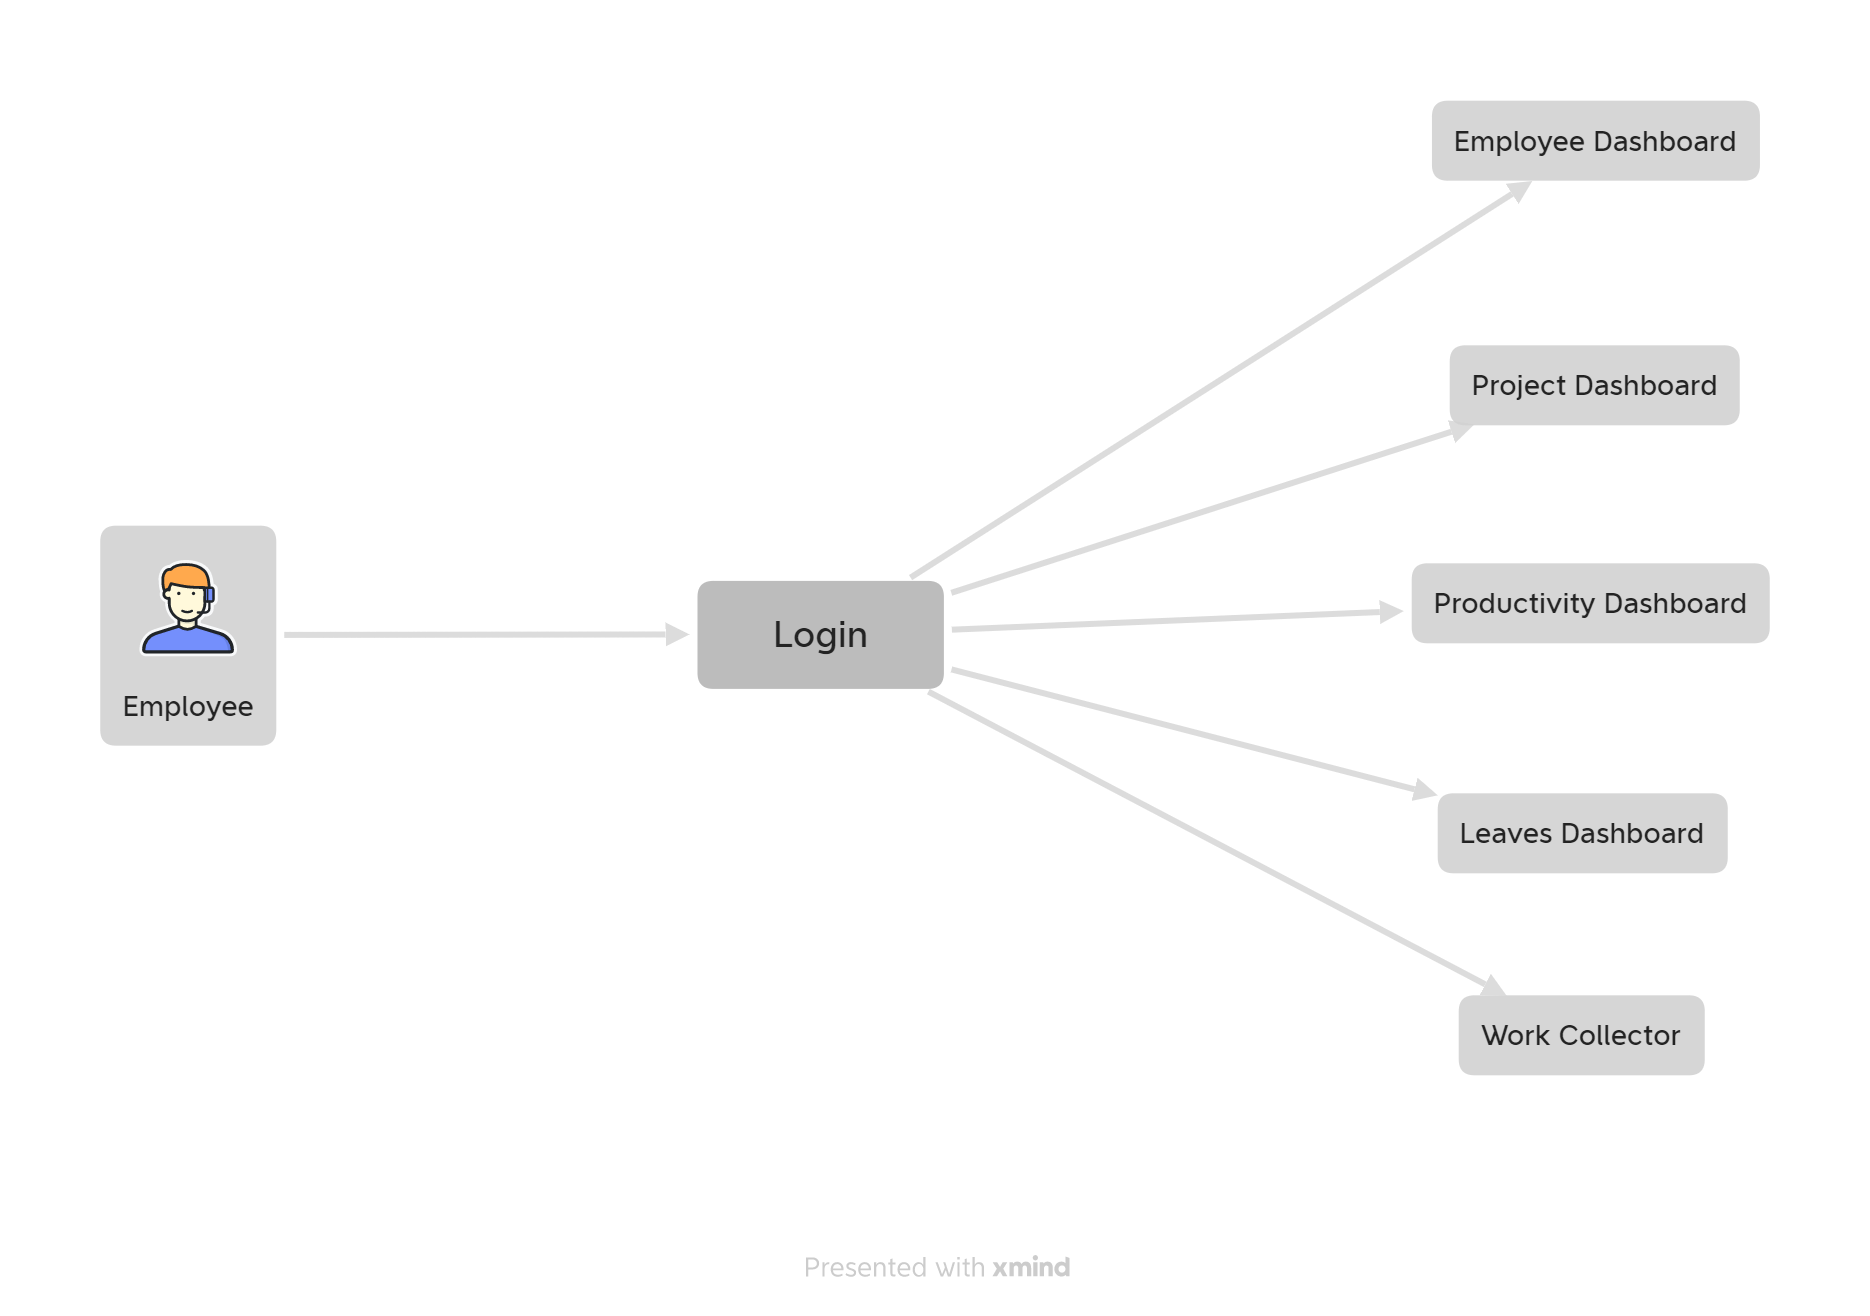 Employee Dashboard
Project Dashboard
Productivity Dashboard
Login
Employee
Leaves Dashboard
Work Collector
Presented with xmind